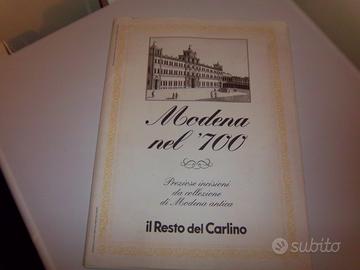 Modena
nel '700
Preziose incisioni
da collezione
di Modena antica
il Resto del Carlino
subito